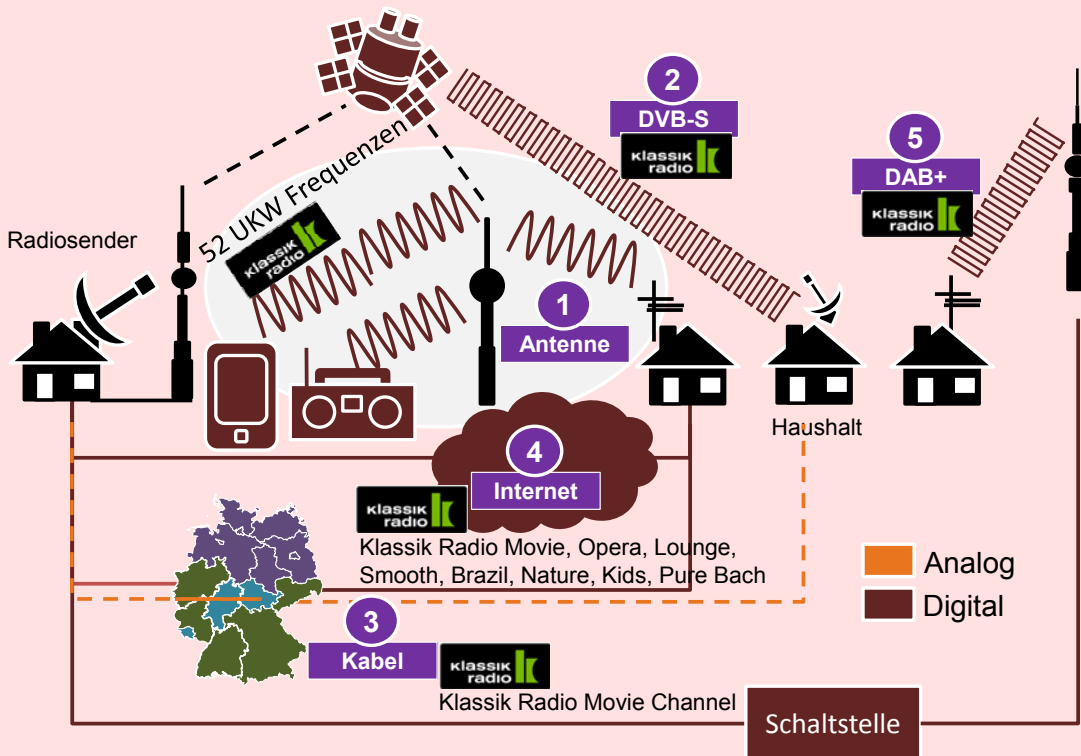 2
DVB-S
Klassik
radio
5
DAB+
Klassik
radio
52 UKW Frequenzen
Klassik
radio
Radiosender
1
Antenne
Haushalt
4
Internet
Klassik
radio
Klassik Radio Movie, Opera, Lounge,
Smooth, Brazil, Nature, Kids, Pure Bach
Analog
Digital
3
Kabel
Klassik
radio
Klassik Radio Movie Channel
Schaltstelle